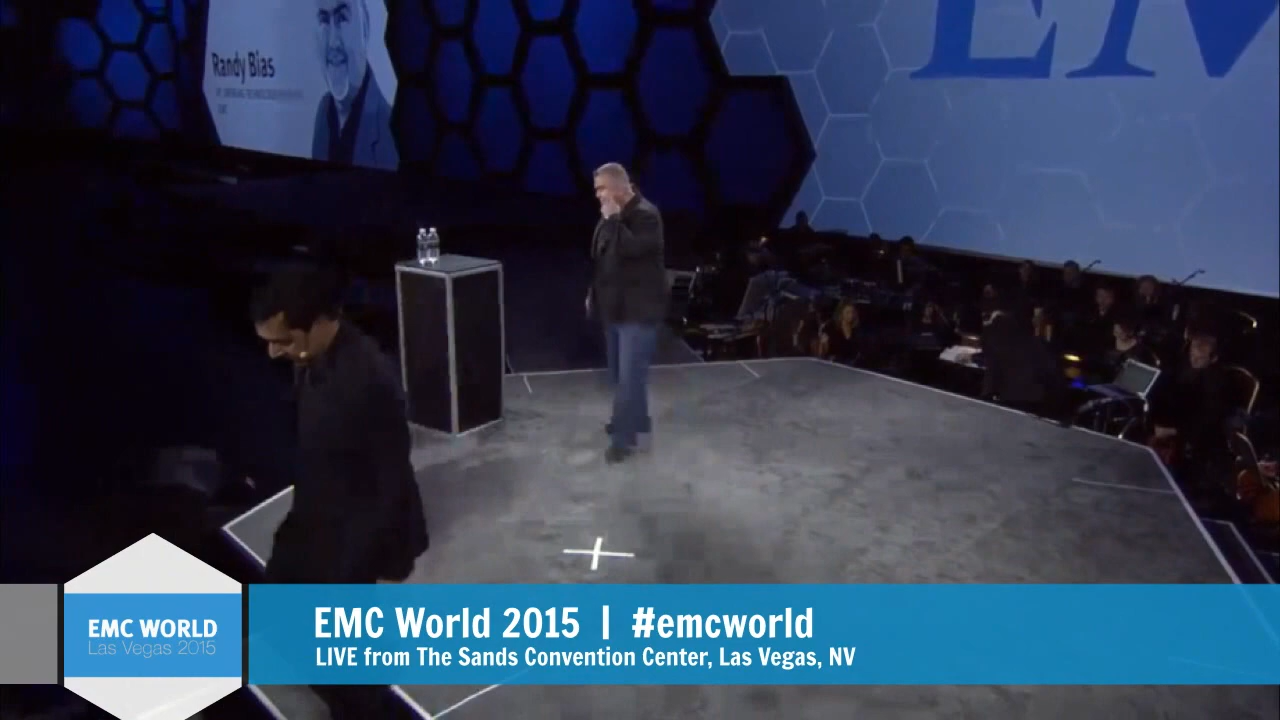 Randy Bias
EM
EMC World 2015 | #emcworld
LIVE from The Sands Convention Center, Las Vegas, NV
EMC WORLD
Las Vegas 2015